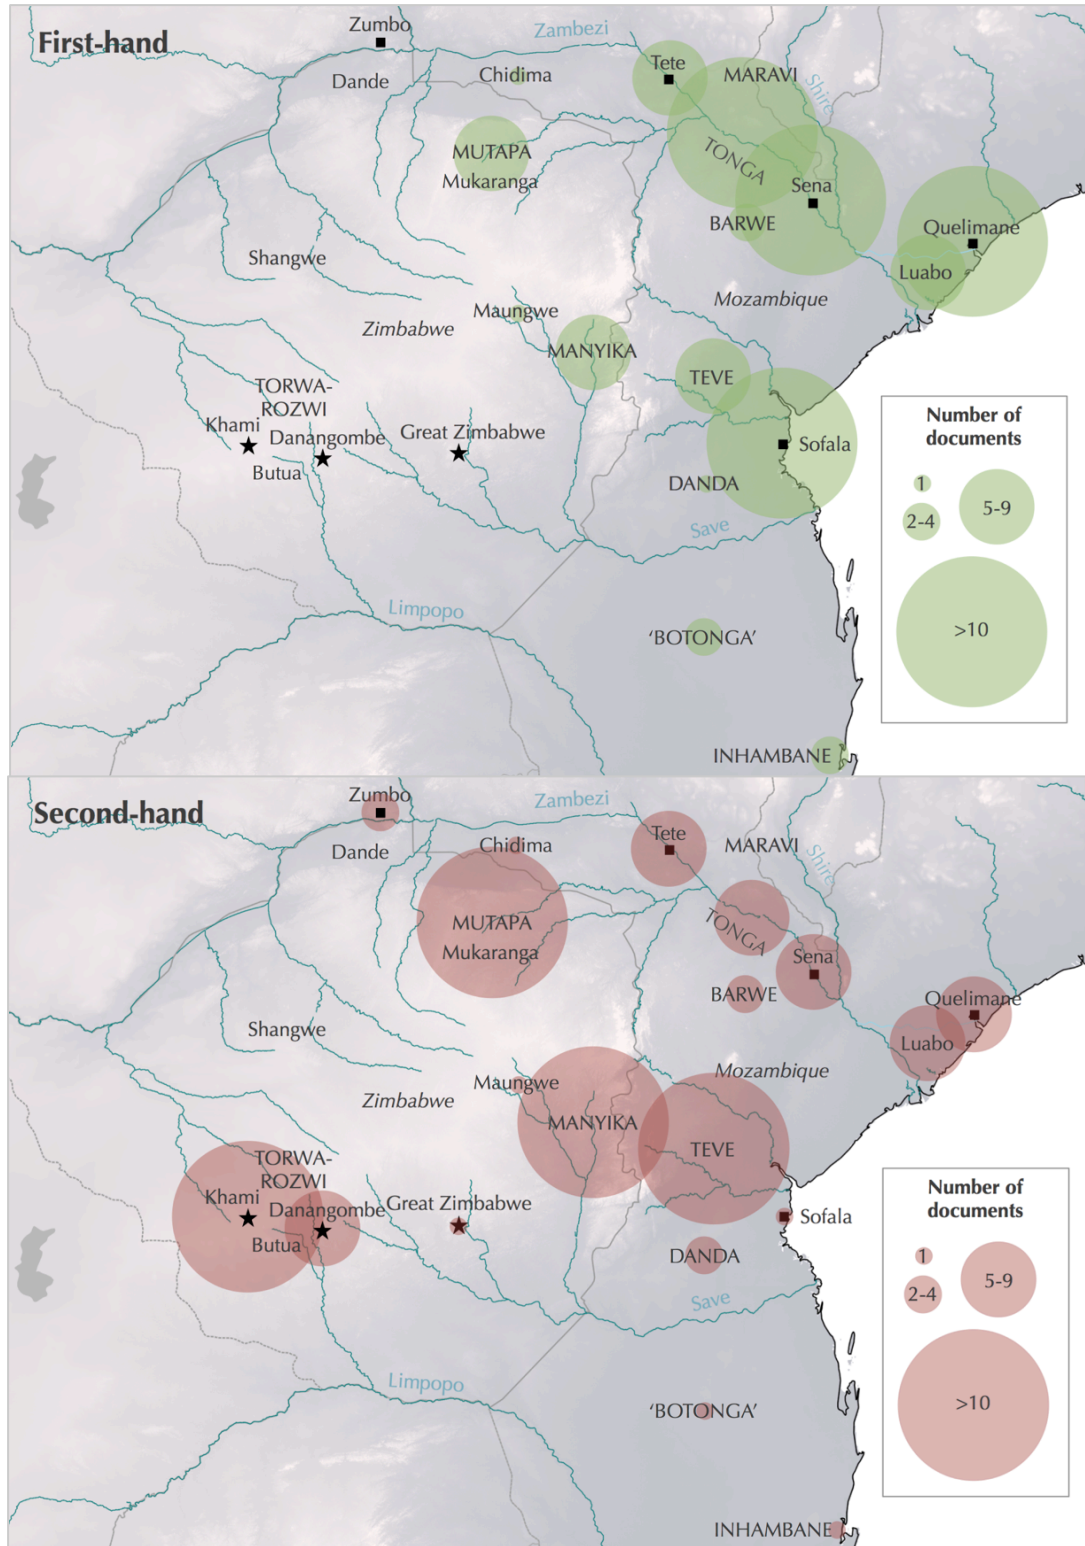 First-hand
Zumbo
Zambezi
Dande
Chidima
Tete
MARAVI
Shire
MUTAPA
Mukaranga
TONGA
Sena
BARWE
Quelimane
Luabo
Shangwe
Maungwe
Mozambique
Zimbabwe
MANYIKA
TEVE
TORWA-
ROZWI
Khami
Danangombe
Great Zimbabwe
Butua
Sofala
DANDA
Save
Limpopo
‘BOTONGA’
INHAMBANE
Number of
documents
1
2-4
5-9
>10
Second-hand
Zumbo
Zambezi
Dande
Chidima
Tete
MARAVI
Shire
MUTAPA
Mukaranga
TONGA
Sena
BARWE
Quelimane
Luabo
Shangwe
Maungwe
Mozambique
Zimbabwe
MANYIKA
TEVE
TORWA-
ROZWI
Khami
Danangombe
Great Zimbabwe
Butua
Sofala
DANDA
Save
Limpopo
‘BOTONGA’
INHAMBANE
Number of
documents
1
2-4
5-9
>10